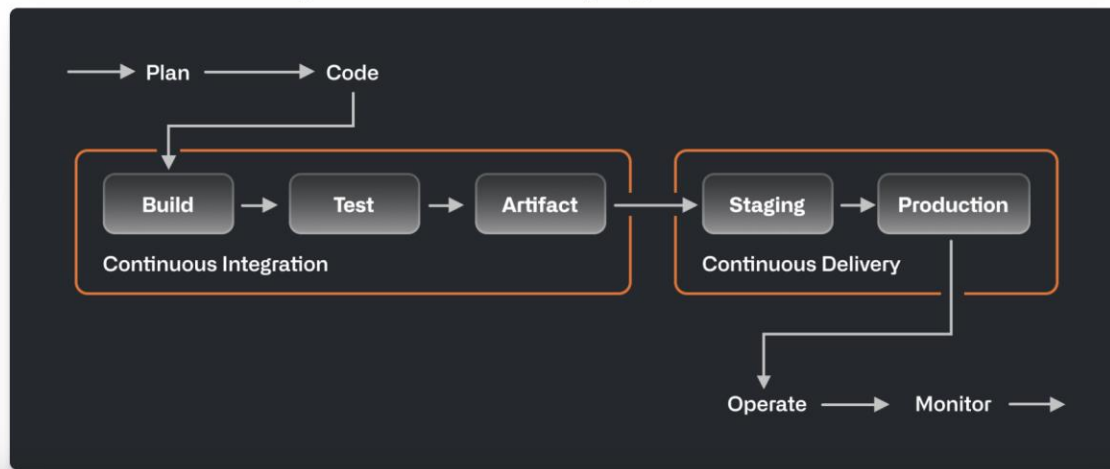 Plan
Code
Build
Test
Artifact
Staging
Production
Continuous Integration
Continuous Delivery
Operate
Monitor